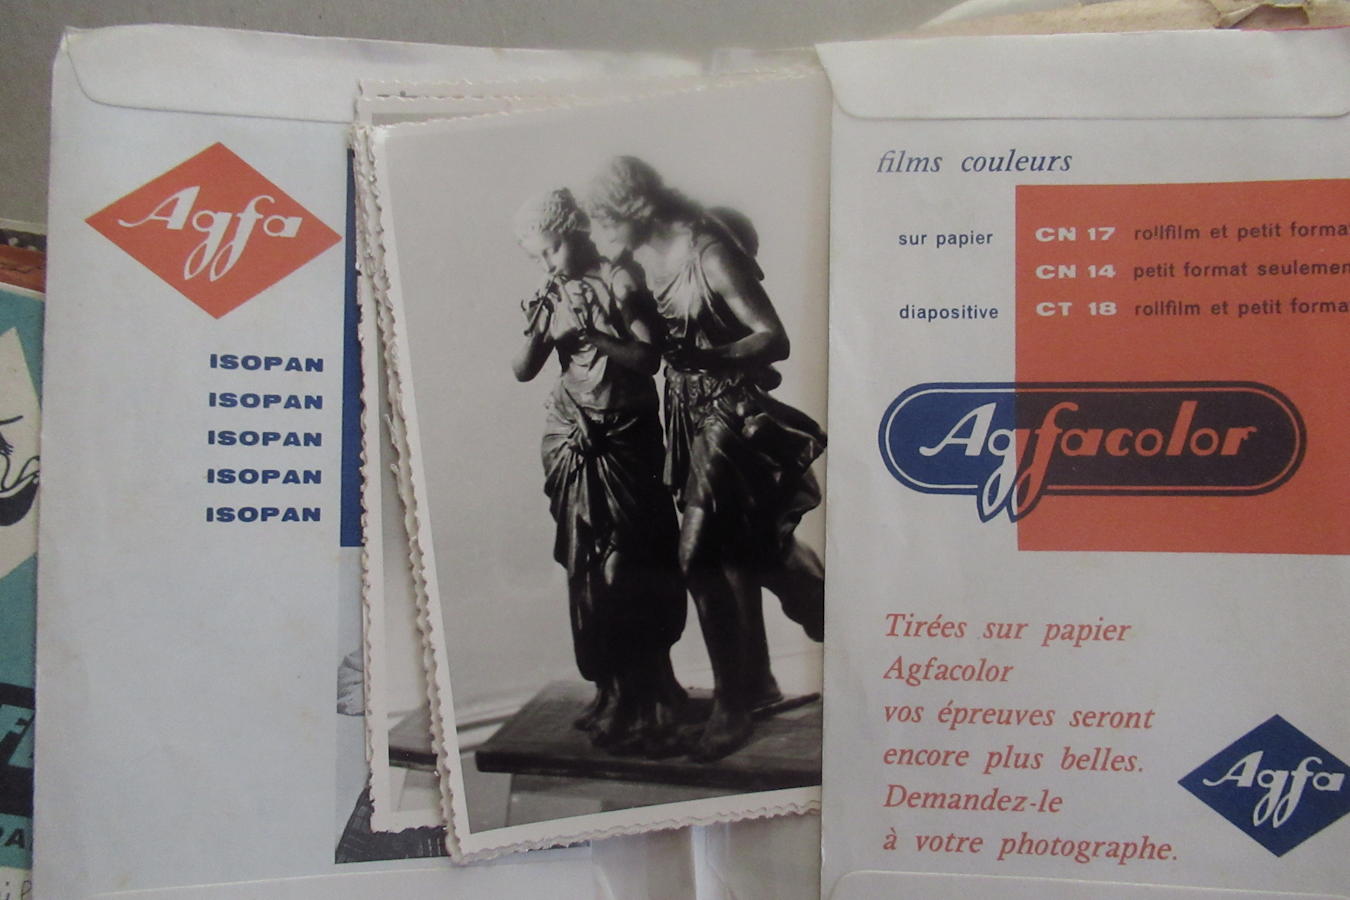 Agfa
ISOPAN
ISOPAN
ISOPAN
ISOPAN
ISOPAN
films couleurs
sur papier CN 17 rollfilm et petit forma
CN 14 petit format seulemen
diapositive CT 18 rollfilm et petit forma
Agfacolor
Tirées sur papier
Agfacolor
vos épreuves seront
encore plus belles.
Demandez-le
à votre photographe.
Agfa